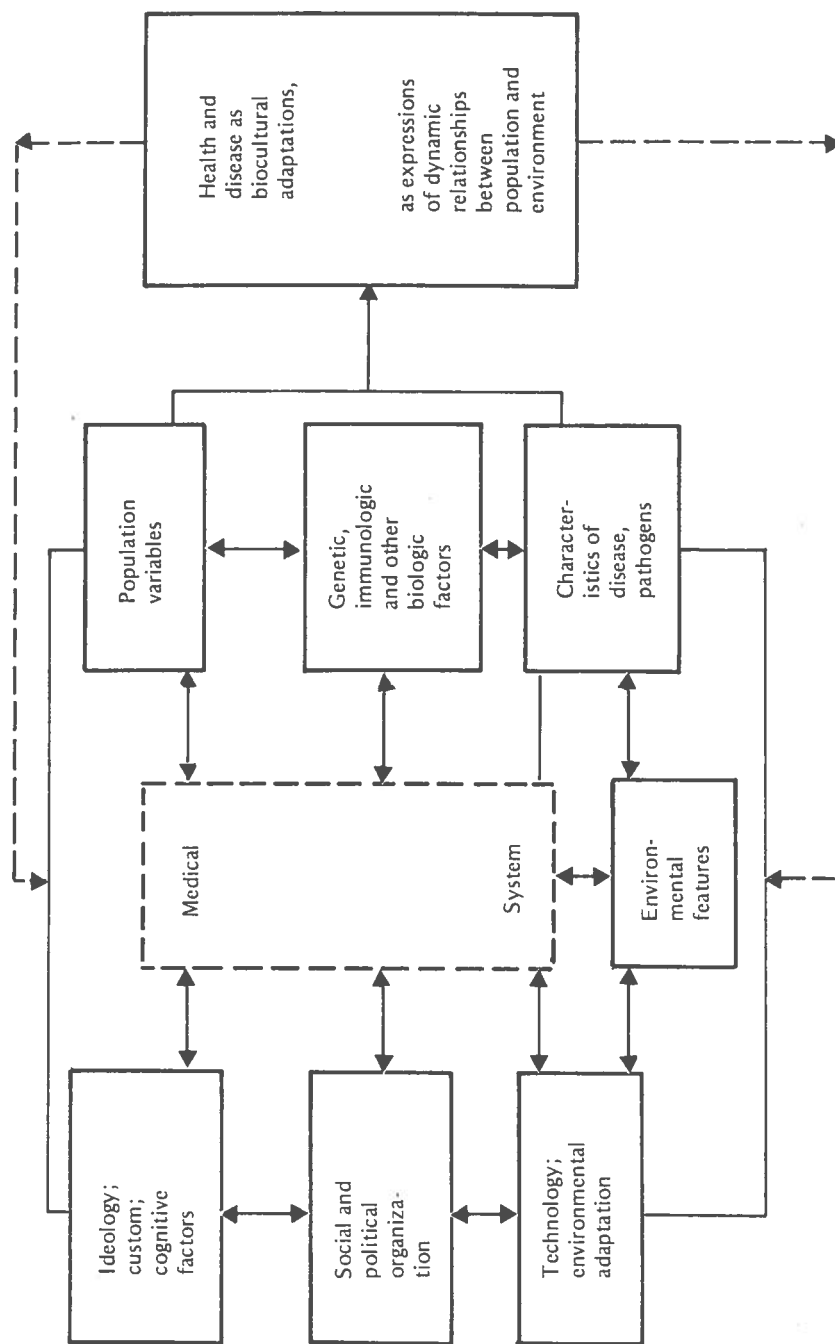 Ideology;
custom;
cognitive
factors
Social and
political
organiza-
tion
Technology;
environmental
adaptation
Medical
System
Environ-
mental
features
Population
variables
Genetic,
immunologic
and other
biologic
factors
Character-
istics of
disease,
pathogens
Health and
disease as
biocultural
adaptations,
as expressions
of dynamic
relationships
between
population and
environment